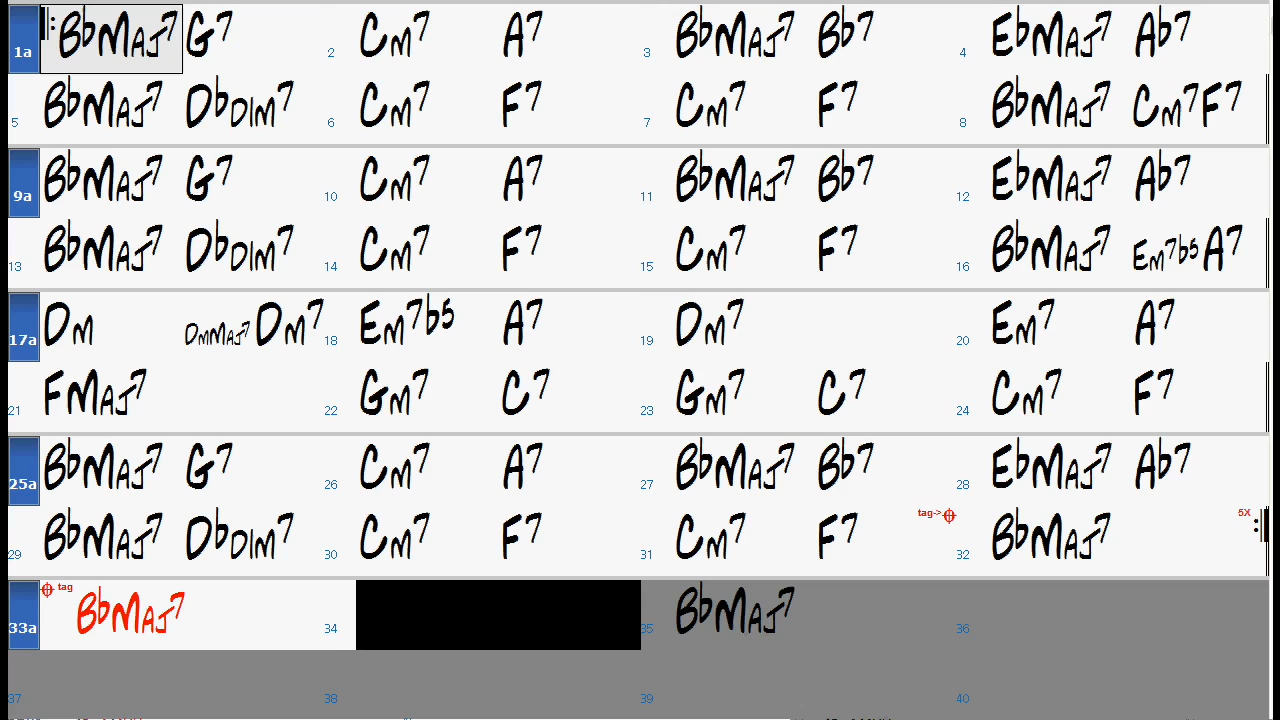 1a BbMaj7 G7 2 Cm7 A7 3 BbMaj7 Bb7 4 EbMaj7 Ab7
5 BbMaj7 DbDim7 6 Cm7 F7 7 Cm7 F7 8 BbMaj7 Cm7 F7
9a BbMaj7 G7 10 Cm7 A7 11 BbMaj7 Bb7 12 EbMaj7 Ab7
13 BbMaj7 DbDim7 14 Cm7 F7 15 Cm7 F7 16 BbMaj7 Em7b5 A7
17a Dm DmMaj7 Dm7 18 Em7b5 A7 19 Dm7 20 Em7 A7
21 FMaj7 22 Gm7 C7 23 Gm7 C7 24 Cm7 F7
25a BbMaj7 G7 26 Cm7 A7 27 BbMaj7 Bb7 28 EbMaj7 Ab7
tag-> 5X
29 BbMaj7 DbDim7 30 Cm7 F7 31 Cm7 F7 32 BbMaj7
tag
33a BbMaj7 34 35 BbMaj7 36
37 38 39 40